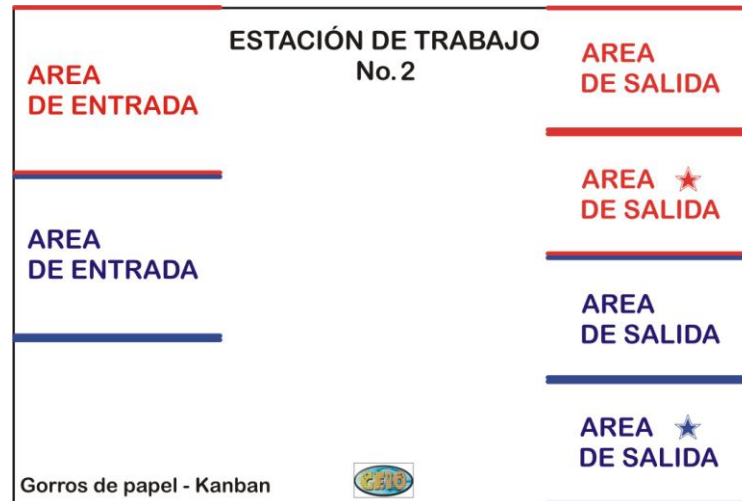 ESTACIÓN DE TRABAJO
No. 2
AREA
DE ENTRADA
AREA
DE ENTRADA
AREA
DE SALIDA
AREA
DE SALIDA
AREA
DE SALIDA
AREA
DE SALIDA
Gorros de papel - Kanban
GEIO